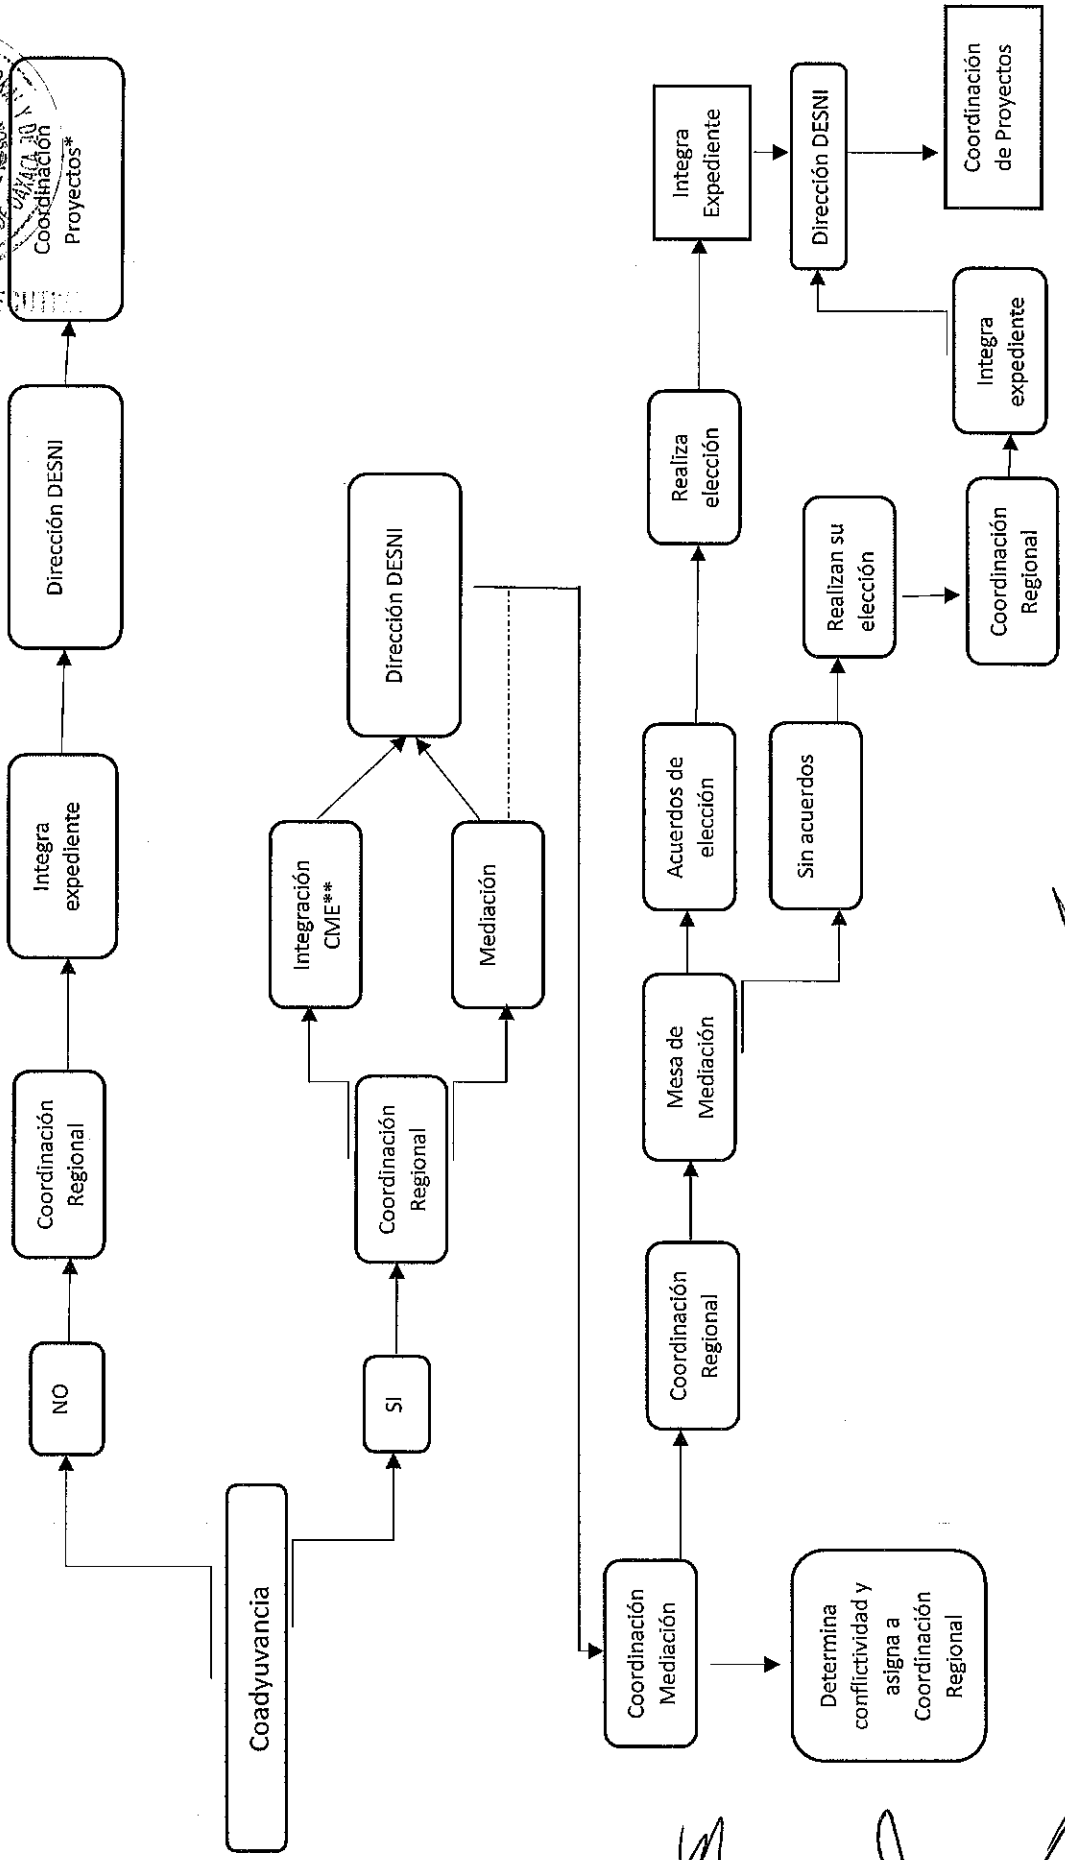 Coadyuvancia
NO
Coordinación
Regional
Integra
expediente
Dirección DESNI
Coordinación
Proyectos*
SI
Coordinación
Regional
Integración
CME**
Mediación
Dirección DESNI
Coordinación
Mediación
Determina
conflictividad y
asigna a
Coordinación
Regional
Coordinación
Regional
Mesa de
Mediación
Acuerdos de
elección
Realiza
elección
Integra
Expediente
Sin acuerdos
Realizan su
elección
Coordinación
Regional
Integra
expediente
Dirección DESNI
Coordinación
de Proyectos
OAXACA